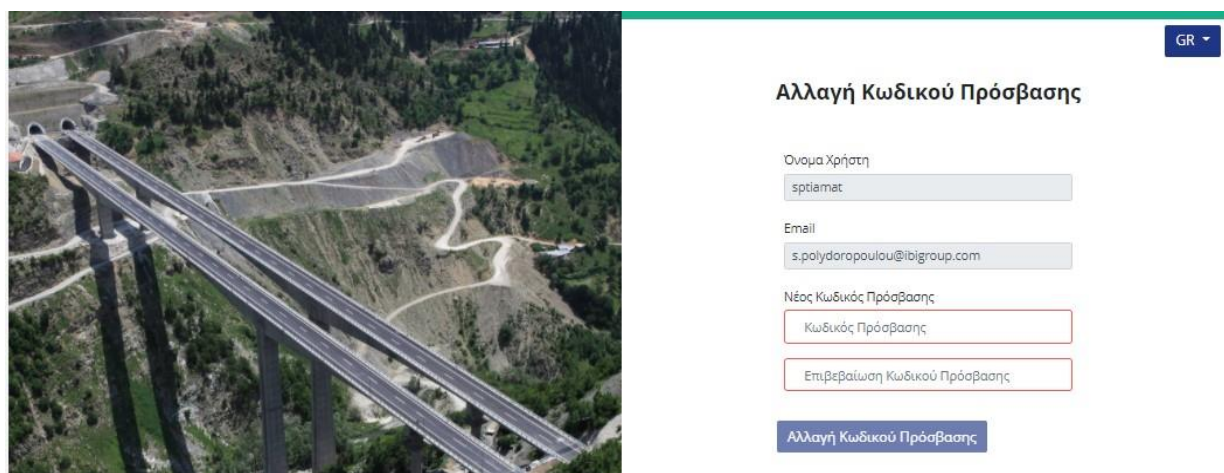 GR
Αλλαγή Κωδικού Πρόσβασης
Όνομα Χρήστη
sptiamat
Email
s.polydoropoulou@ibigroup.com
Νέος Κωδικός Πρόσβασης
Κωδικός Πρόσβασης
Επιβεβαίωση Κωδικού Πρόσβασης
Αλλαγή Κωδικού Πρόσβασης